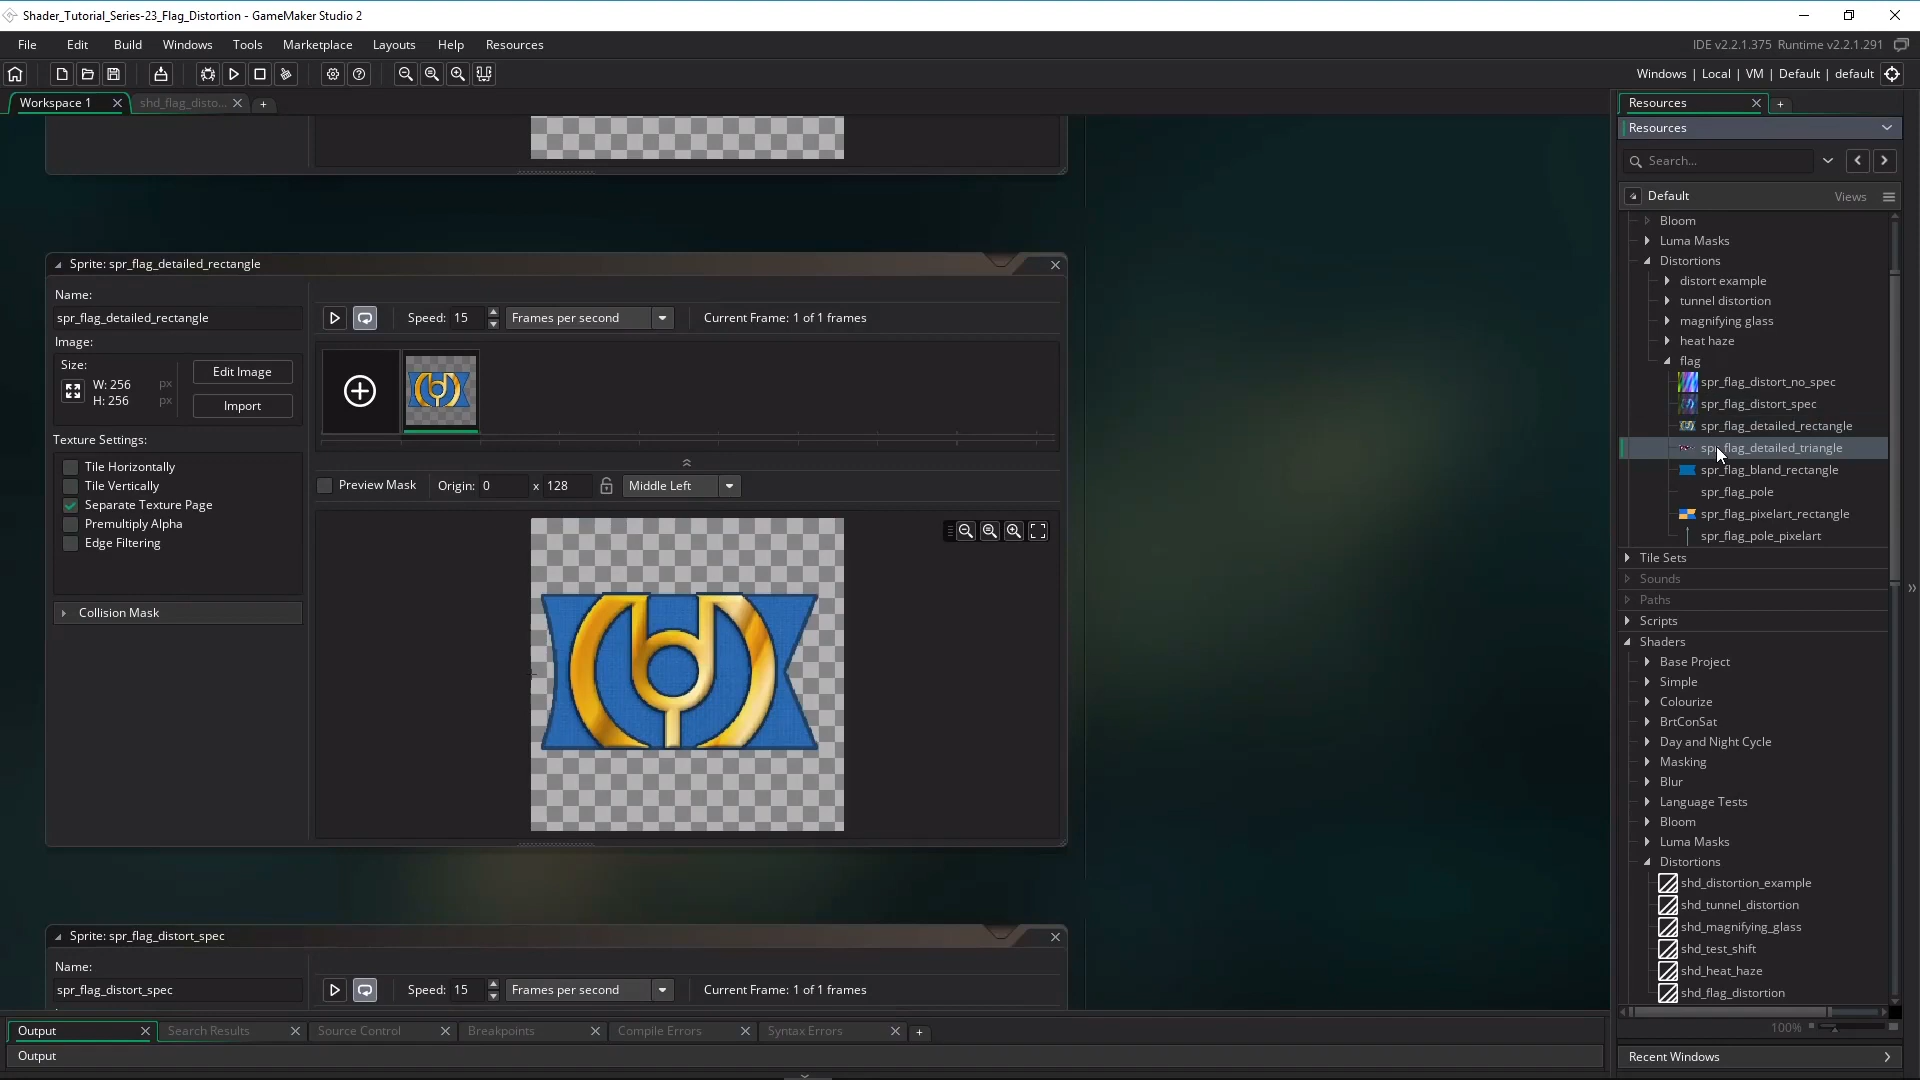 Shader_Tutorial_Series-23_Flag_Distortion - GameMaker Studio 2
File Edit Build Windows Tools Marketplace Layouts Help Resources
IDE v2.2.1.375 Runtime v2.2.1.291
Windows | Local | VM | Default | default
Workspace 1
shd_flag_disto...
Resources
Resources
Search...
Default
Views
Sprite: spr_flag_detailed_rectangle
Name:
spr_flag_detailed_rectangle
Image:
Size:
W: 256 px
H: 256 px
Edit Image
Import
Texture Settings:
Tile Horizontally
Tile Vertically
Separate Texture Page
Premultiply Alpha
Edge Filtering
Collision Mask
Speed: 15 Frames per second
Current Frame: 1 of 1 frames
Preview Mask
Origin: 0 x 128
Middle Left
Sprite: spr_flag_distort_spec
Name:
spr_flag_distort_spec
Speed: 15 Frames per second
Current Frame: 1 of 1 frames
Bloom
Luma Masks
Distortions
distort example
tunnel distortion
magnifying glass
heat haze
flag
spr_flag_distort_no_spec
spr_flag_distort_spec
spr_flag_detailed_rectangle
spr_flag_detailed_triangle
spr_flag_bland_rectangle
spr_flag_pole
spr_flag_pixelart_rectangle
spr_flag_pole_pixelart
Tile Sets
Sounds
Paths
Scripts
Shaders
Base Project
Simple
Colourize
BrtConSat
Day and Night Cycle
Masking
Blur
Language Tests
Bloom
Luma Masks
Distortions
shd_distortion_example
shd_tunnel_distortion
shd_magnifying_glass
shd_test_shift
shd_heat_haze
shd_flag_distortion
100%
Recent Windows
Output
Search Results
Source Control
Breakpoints
Compile Errors
Syntax Errors
Output